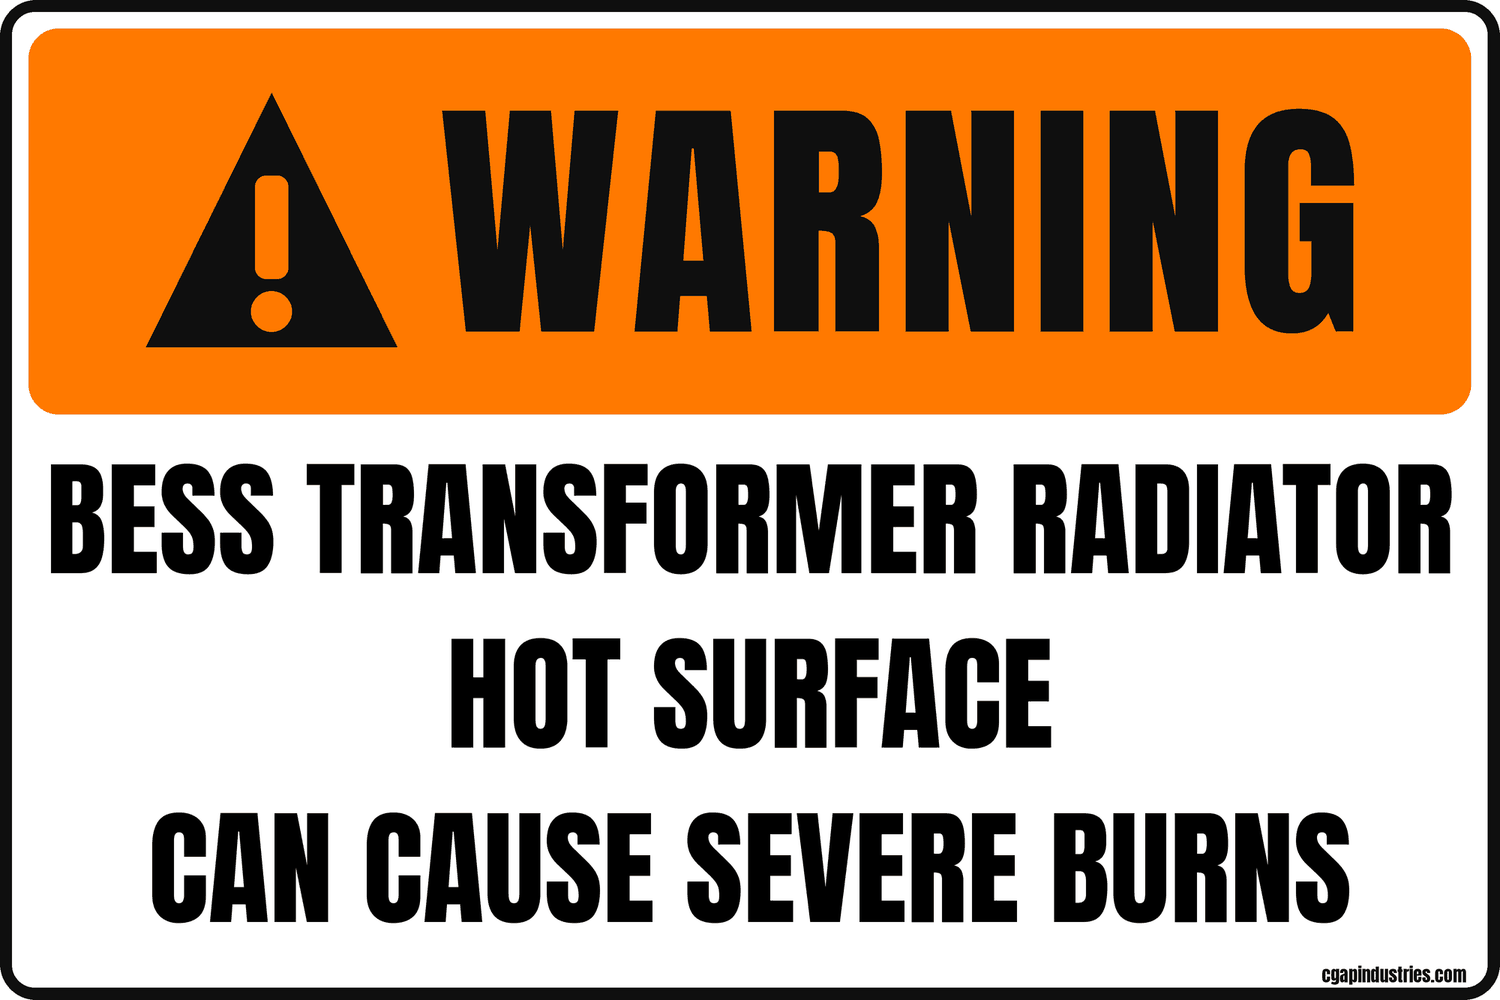 WARNING
BESS TRANSFORMER RADIATOR
HOT SURFACE
CAN CAUSE SEVERE BURNS
cgapindustries.com